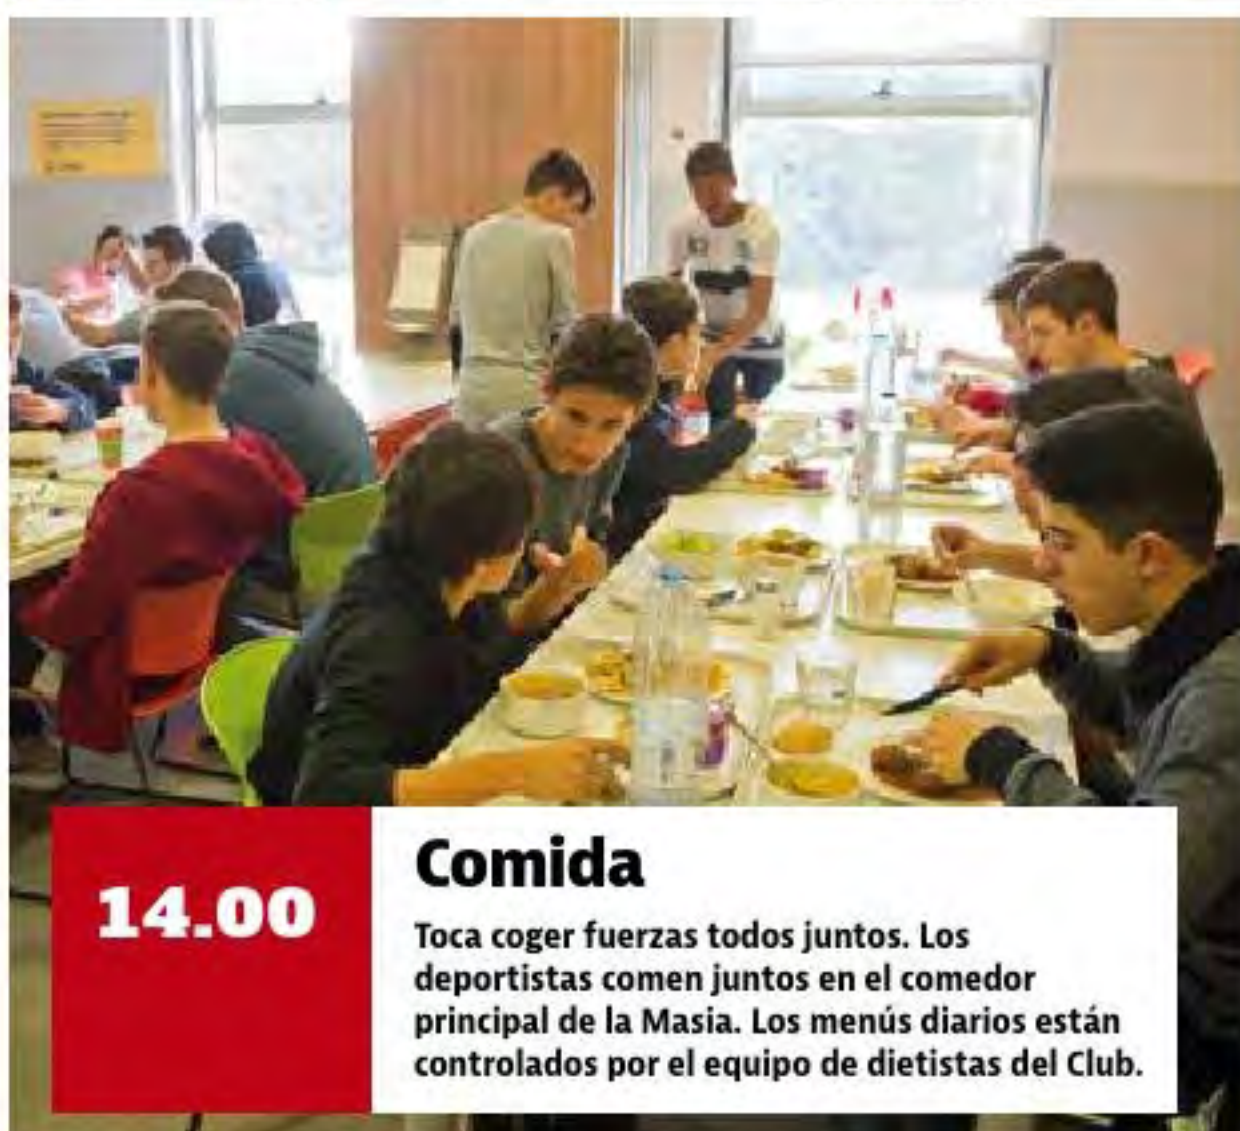 14.00
Comida
Toca coger fuerzas todos juntos. Los
deportistas comen juntos en el comedor
principal de la Masia. Los menús diarios están
controlados por el equipo de dietistas del Club.